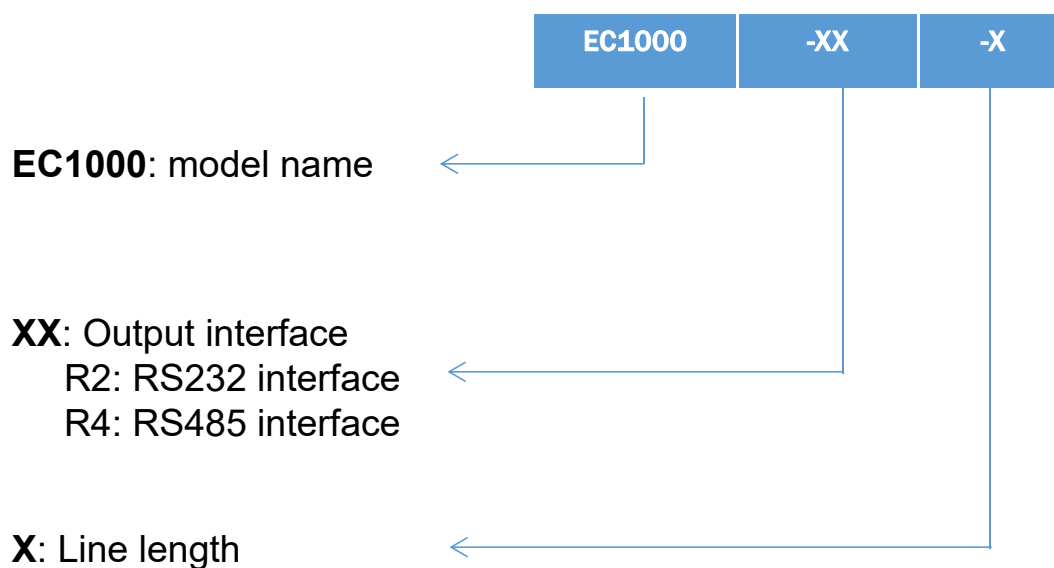 EC1000 -XX -X
EC1000: model name
XX: Output interface
R2: RS232 interface
R4: RS485 interface
X: Line length